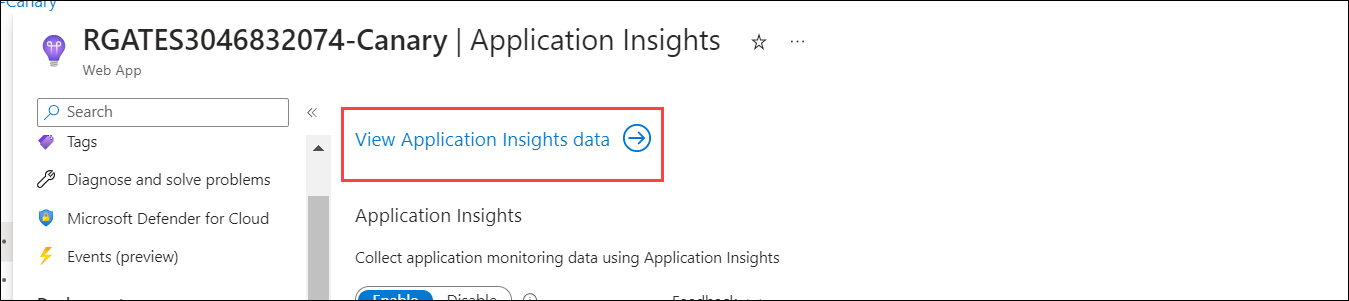 -Canary
RGATES3046832074-Canary | Application Insights
Web App
Search
View Application Insights data
Tags
Diagnose and solve problems
Application Insights
Microsoft Defender for Cloud
Events (preview)
Collect application monitoring data using Application Insights
Enable Disable
Feedback